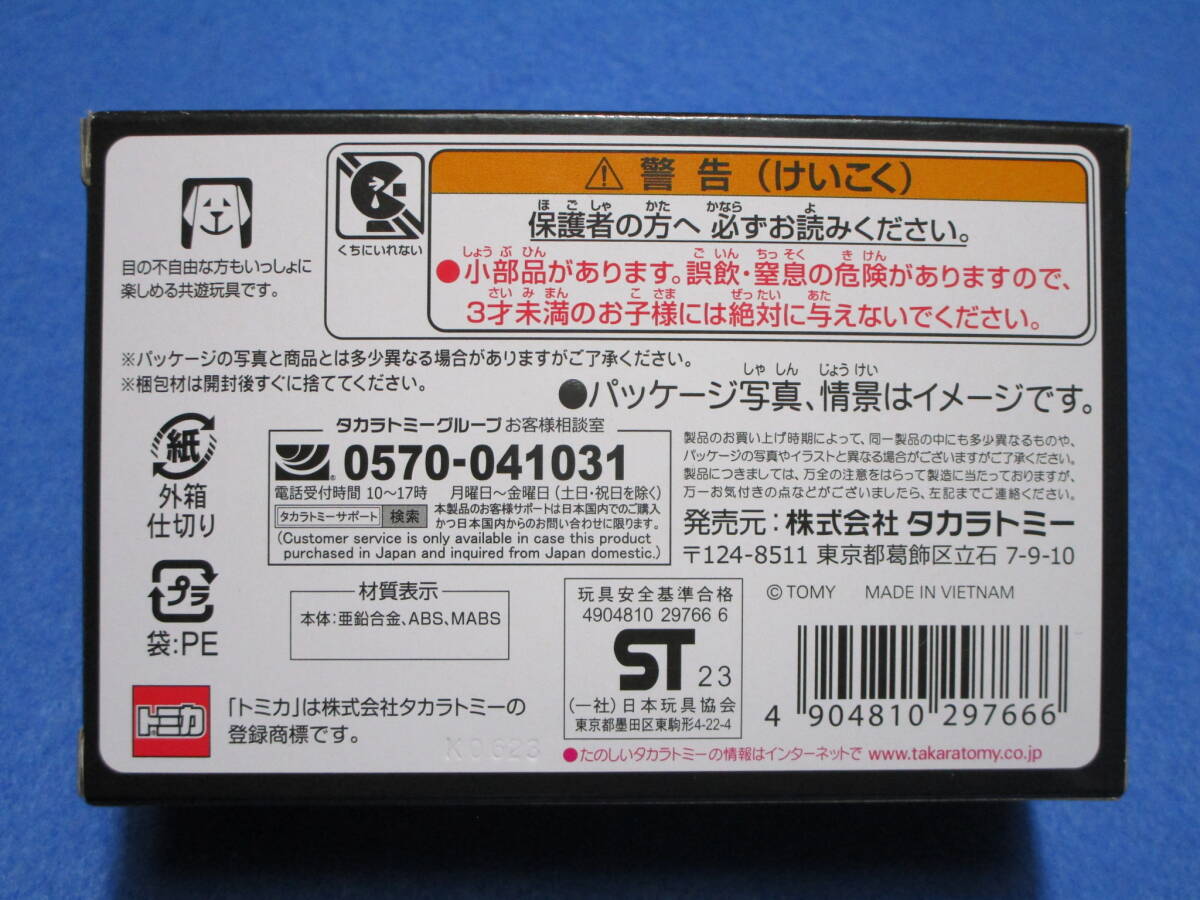 目の不自由な方もいっしょに
楽しめる共遊玩具です。
くちにいれない
⚠ 警告（けいこく）
ほごしゃ かた かなら よ
保護者の方へ 必ずお読みください。
しょうぶひん ごいん ちっそく きけん
●小部品があります。誤飲・窒息の危険がありますので、
さいみまん こさま ぜったい あた
3才未満のお子様には絶対に与えないでください。
※パッケージの写真と商品とは多少異なる場合がありますがご了承ください。
※梱包材は開封後すぐに捨ててください。
しゃしん じょうけい
●パッケージ写真、情景はイメージです。
紙
外箱
仕切り
プラ
袋:PE
タカラトミーグループ お客様相談室
0570-041031
電話受付時間 10〜17時 月曜日〜金曜日（土日・祝日を除く）
タカラトミーサポート 検索
本製品のお客様サポートは日本国内でのご購入
かつ日本国内からのお問い合わせに限ります。
(Customer service is only available in case this product
purchased in Japan and inquired from Japan domestic.)
製品のお買い上げ時期によって、同一製品の中にも多少異なるものや、
パッケージの写真やイラストと異なる場合がございますがご了承ください。
製品につきましては、万全の注意をはらって製造に当たっておりますが、
万一お気付きの点などがございましたら、左記までご連絡ください。
発売元：株式会社 タカラトミー
〒124-8511 東京都葛飾区立石 7-9-10
材質表示
本体：亜鉛合金、ABS、MABS
玩具安全基準合格
4904810 29766 6
ST 23
（一社）日本玩具協会
東京都墨田区東駒形4-22-4
© TOMY MADE IN VIETNAM
4 904810 297666
トミカ
「トミカ」は株式会社タカラトミーの
登録商標です。
K0623
●たのしいタカラトミーの情報はインターネットで www.takaratomy.co.jp